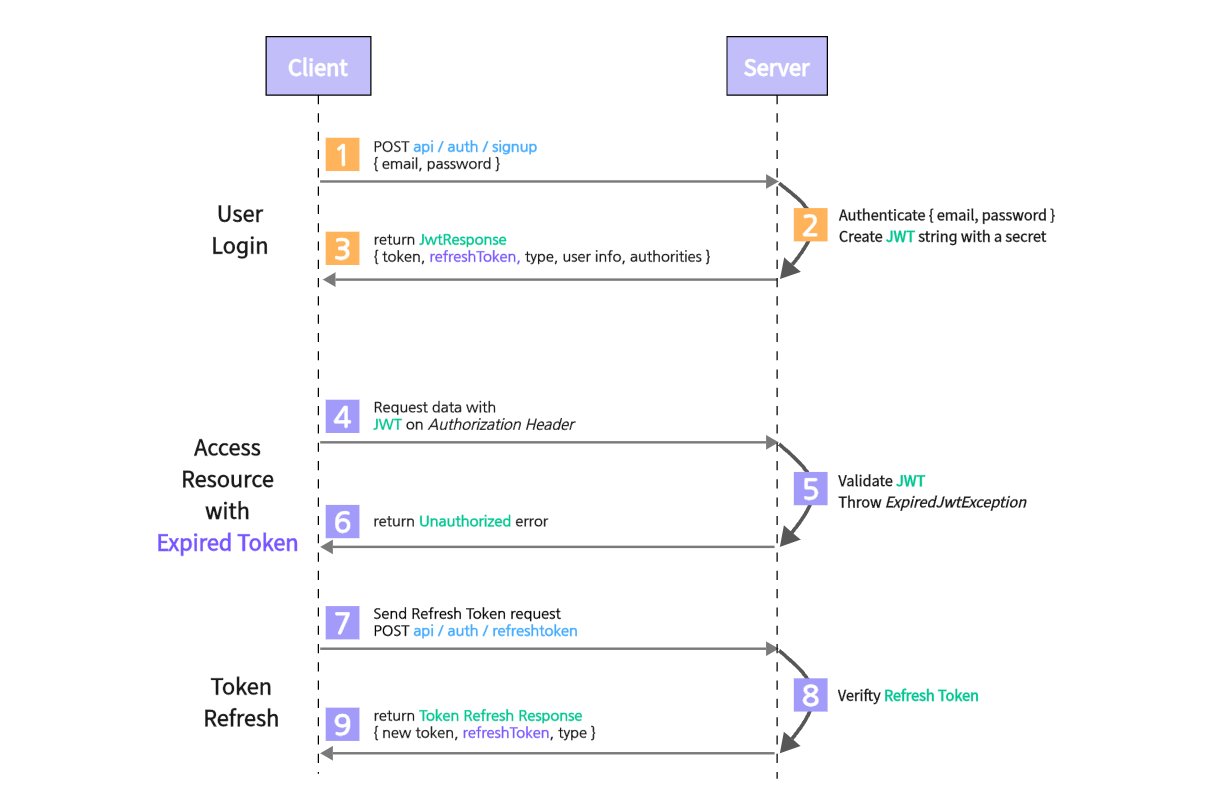 Client
Server
1
POST api / auth / signup
{ email, password }
User
Login
2
Authenticate { email, password }
Create JWT string with a secret
3
return JwtResponse
{ token, refreshToken, type, user info, authorities }
4
Request data with
JWT on Authorization Header
Access
Resource
with
Expired Token
5
Validate JWT
Throw ExpiredJwtException
6
return Unauthorized error
7
Send Refresh Token request
POST api / auth / refreshtoken
Token
Refresh
8
Verifty Refresh Token
9
return Token Refresh Response
{ new token, refreshToken, type }